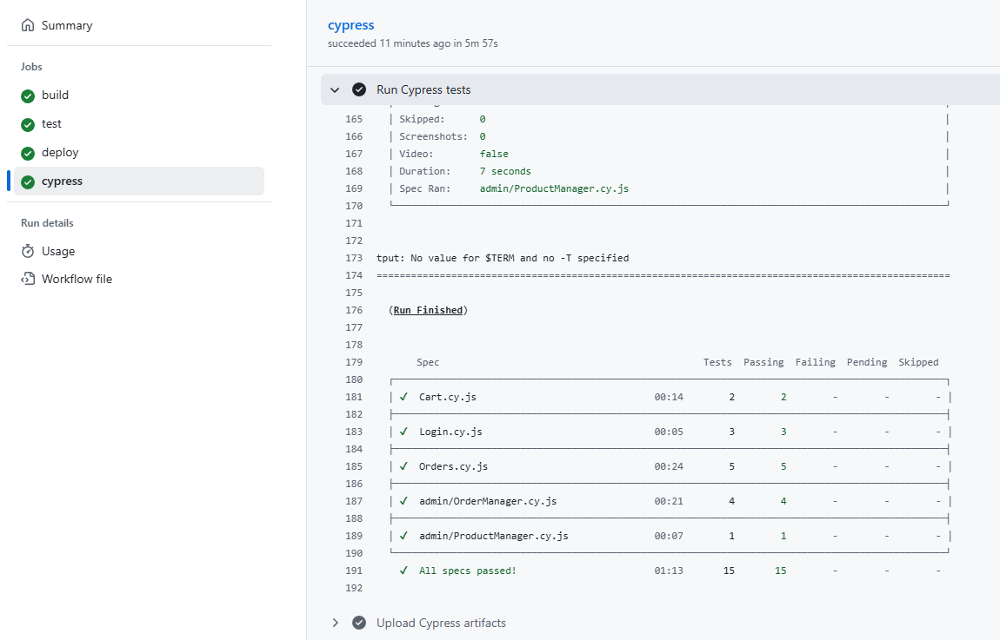 Summary
Jobs
build
test
deploy
cypress
Run details
Usage
Workflow file
cypress
succeeded 11 minutes ago in 5m 57s
Run Cypress tests
165 | Skipped: 0 |
166 | Screenshots: 0 |
167 | Video: false |
168 | Duration: 7 seconds |
169 | Spec Ran: admin/ProductManager.cy.js |
170
171
172
173 tput: No value for $TERM and no -T specified
174 ====================================================================================================
175
176 (Run Finished)
177
178
179 Spec Tests Passing Failing Pending Skipped
180
181 | ✓ Cart.cy.js 00:14 2 2 - - - |
182
183 | ✓ Login.cy.js 00:05 3 3 - - - |
184
185 | ✓ Orders.cy.js 00:24 5 5 - - - |
186
187 | ✓ admin/OrderManager.cy.js 00:21 4 4 - - - |
188
189 | ✓ admin/ProductManager.cy.js 00:07 1 1 - - - |
190
191 ✓ All specs passed! 01:13 15 15 - - -
192
Upload Cypress artifacts